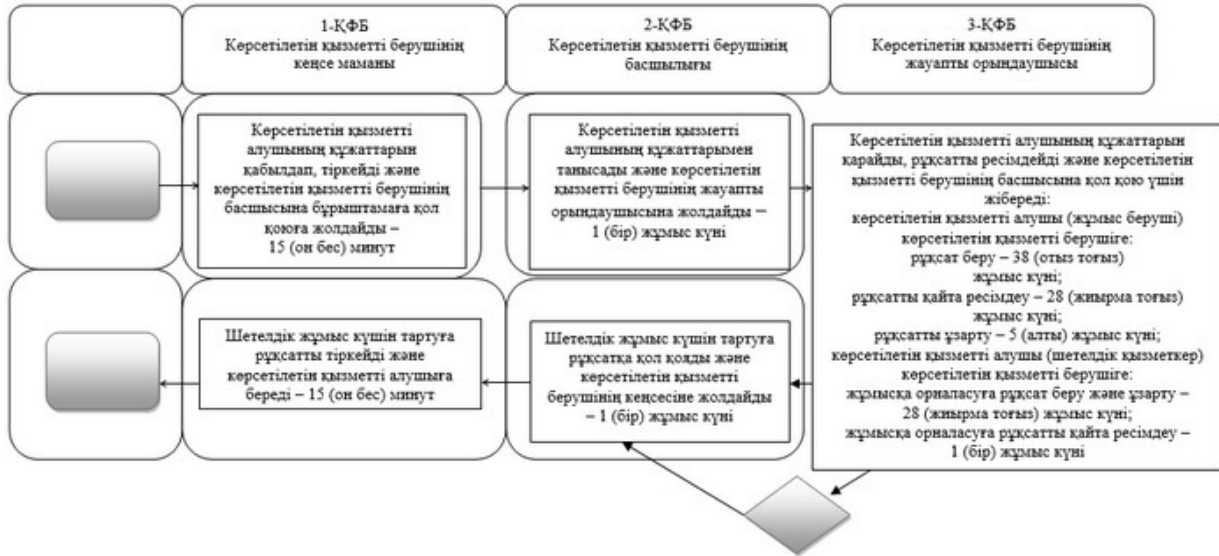 1-ҚФБ
Көрсетілетін қызметті берушінің
кеңсе маманы
2-ҚФБ
Көрсетілетін қызметті берушінің
басшылығы
3-ҚФБ
Көрсетілетін қызметті берушінің
жауапты орындаушысы
Көрсетілетін қызметті
алушының құжаттарын
қабылдап, тіркейді және
көрсетілетін қызметті берушінің
басшысына бұрыштамаға қол
қоюға жолдайды –
15 (он бес) минут
Көрсетілетін қызметті
алушының құжаттарымен
танысады және көрсетілетін
қызметті берушінің жауапты
орындаушысына жолдайды –
1 (бір) жұмыс күні
Көрсетілетін қызметті алушының құжаттарын
қарайды, рұқсатты ресімдейді және көрсетілетін
қызметті берушінің басшысына қол қою үшін
жібереді:
көрсетілетін қызметті алушы (жұмыс беруші)
көрсетілетін қызметті берушіге:
рұқсат беру – 38 (отыз тоғыз)
жұмыс күні;
рұқсатты қайта ресімдеу – 28 (жиырма тоғыз)
жұмыс күні;
рұқсатты ұзарту – 5 (алты) жұмыс күні;
көрсетілетін қызметті алушы (шетелдік қызметкер)
көрсетілетін қызметті берушіге:
жұмысқа орналасуға рұқсат беру және ұзарту –
28 (жиырма тоғыз) жұмыс күні;
жұмысқа орналасуға рұқсатты қайта ресімдеу –
1 (бір) жұмыс күні
Шетелдік жұмыс күшін тартуға
рұқсатты тіркейді және
көрсетілетін қызметті алушыға
береді – 15 (он бес) минут
Шетелдік жұмыс күшін тартуға
рұқсатқа қол қояды және
көрсетілетін қызметті
берушінің кеңсесіне жолдайды
– 1 (бір) жұмыс күні